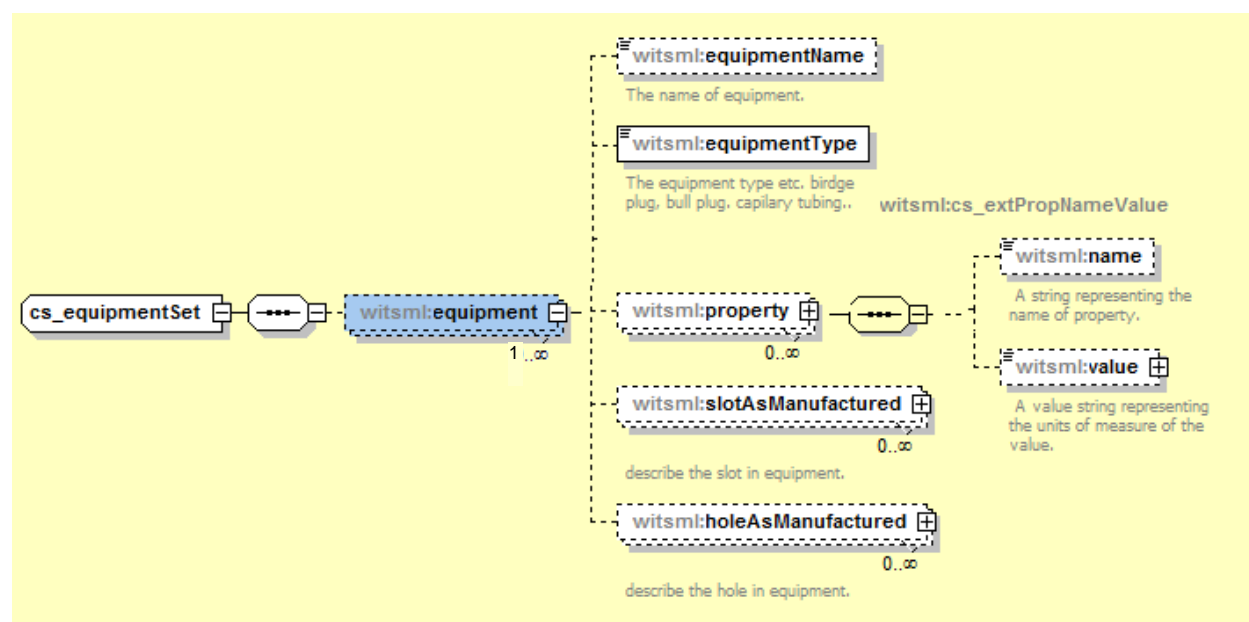 witsml:equipmentName
The name of equipment.
witsml:equipmentType
The equipment type etc. birdge
plug, bull plug. capilary tubing..
witsml:cs_extPropNameValue
witsml:name
A string representing the
name of property.
cs_equipmentSet
witsml:equipment
1..∞
witsml:property
0..∞
witsml:value
A value string representing
the units of measure of the
value.
witsml:slotAsManufactured
0..∞
describe the slot in equipment.
witsml:holeAsManufactured
0..∞
describe the hole in equipment.